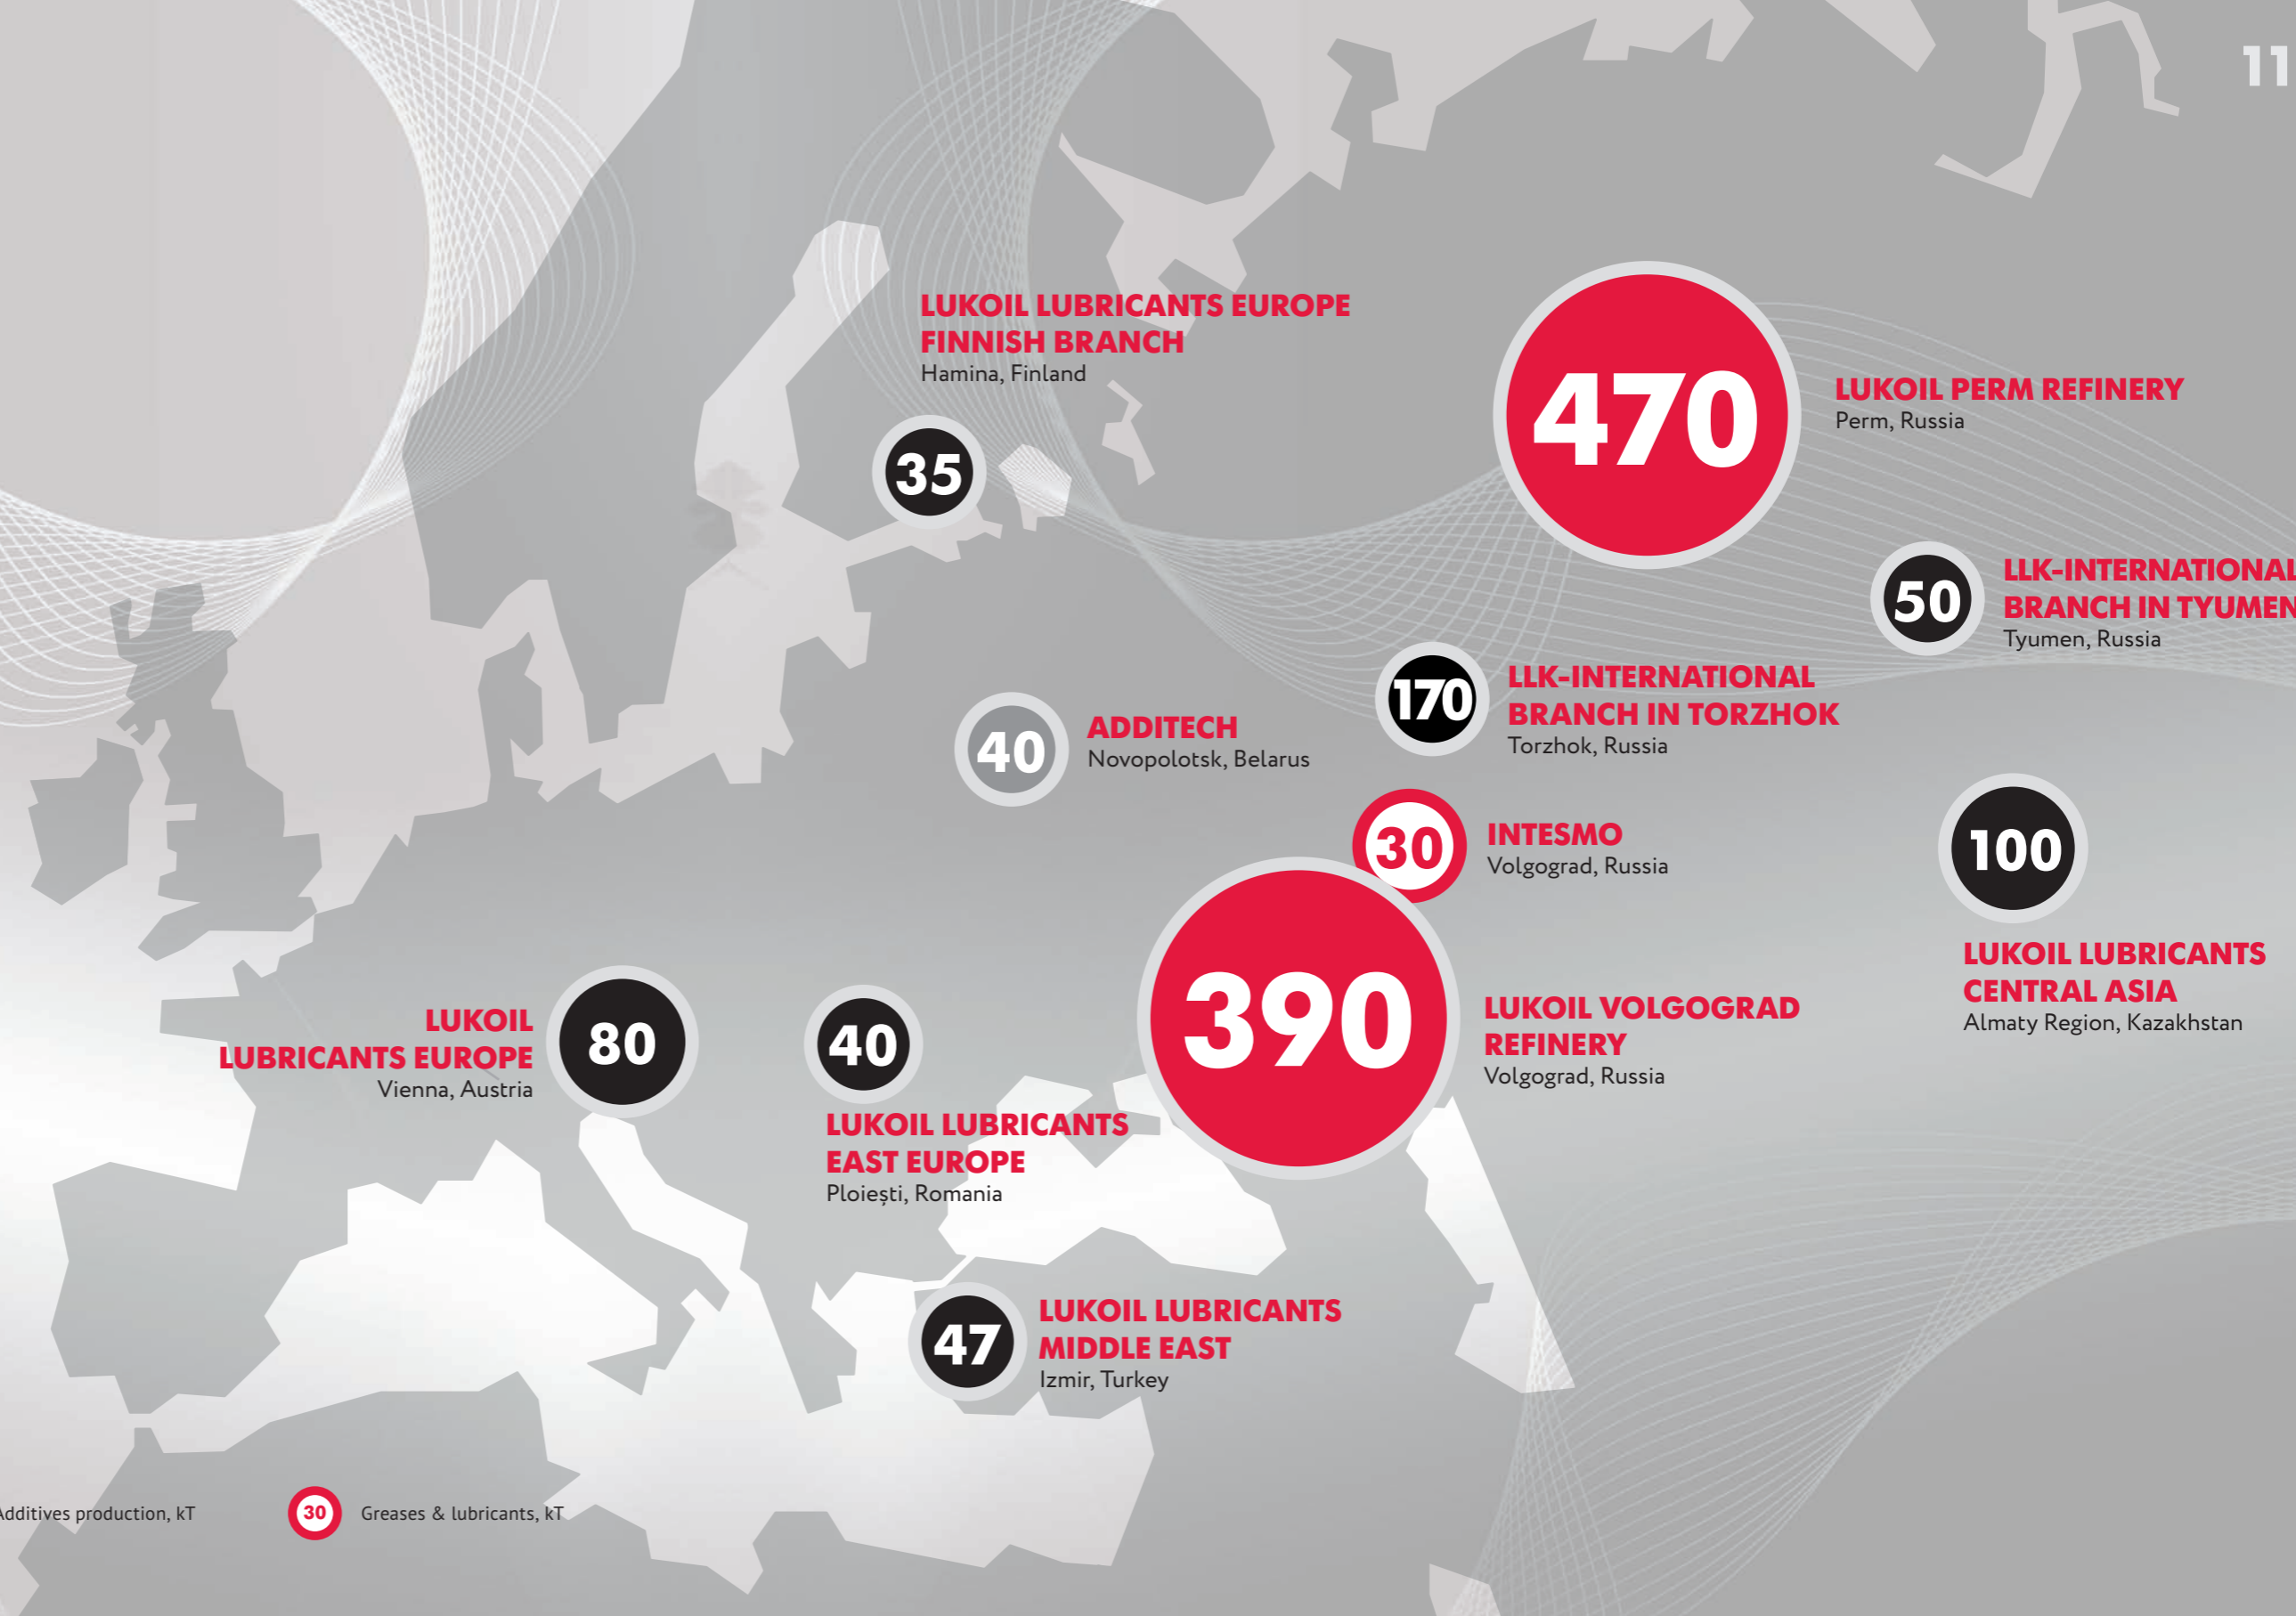 11
LUKOIL LUBRICANTS EUROPE
FINNISH BRANCH
Hamina, Finland
35
470
LUKOIL PERM REFINERY
Perm, Russia
50
LLK-INTERNATIONAL
BRANCH IN TYUMEN
Tyumen, Russia
170
LLK-INTERNATIONAL
BRANCH IN TORZHOK
Torzhok, Russia
40
ADDITECH
Novopolotsk, Belarus
30
INTESMO
Volgograd, Russia
100
LUKOIL LUBRICANTS
CENTRAL ASIA
Almaty Region, Kazakhstan
390
LUKOIL VOLGOGRAD
REFINERY
Volgograd, Russia
LUKOIL
LUBRICANTS EUROPE
Vienna, Austria
80
40
LUKOIL LUBRICANTS
EAST EUROPE
Ploiești, Romania
47
LUKOIL LUBRICANTS
MIDDLE EAST
Izmir, Turkey
Additives production, kT
30
Greases & lubricants, kT